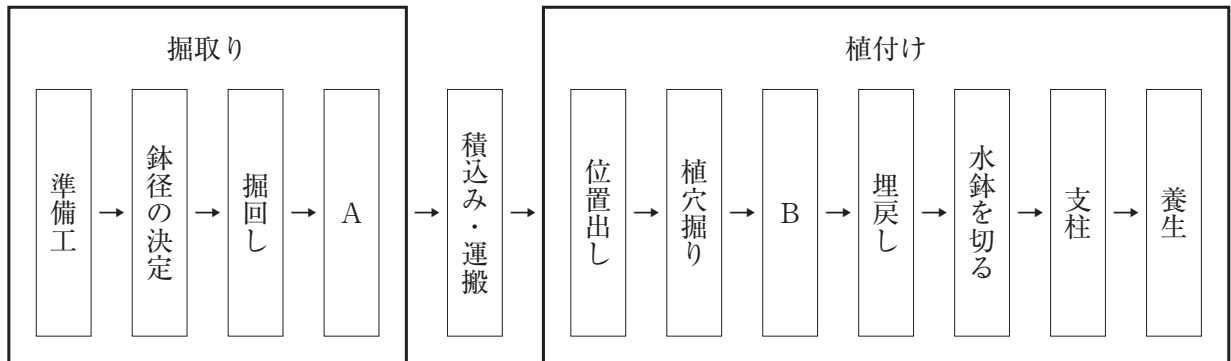 掘取り
準備工
鉢径の決定
掘回し
A
積込み・運搬
植付け
位置出し
植穴掘り
B
埋戻し
水鉢を切る
支柱
養生